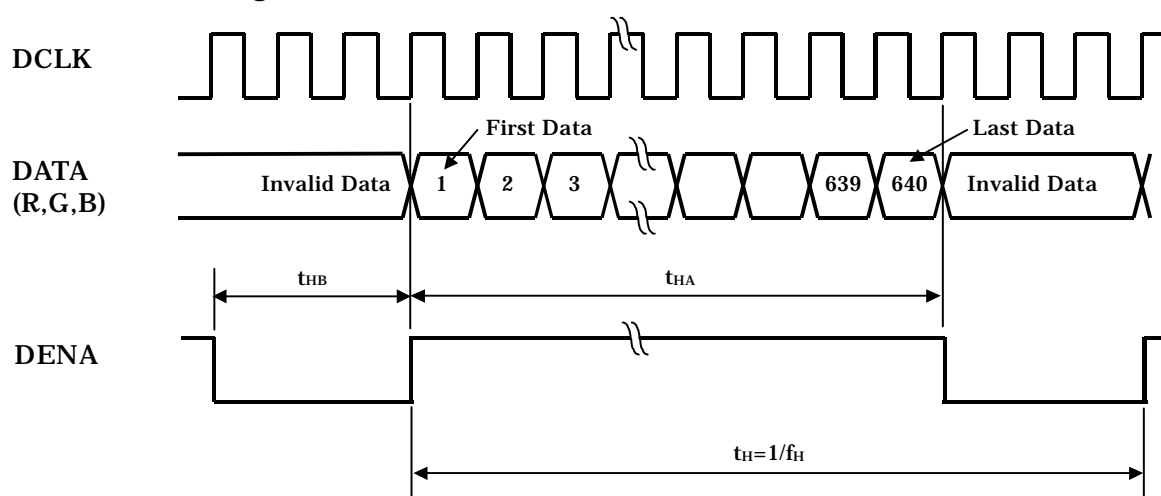 DCLK
First Data
Last Data
DATA
(R,G,B)
Invalid Data 1 2 3 639 640 Invalid Data
tHB tHA
DENA
tH=1/fH